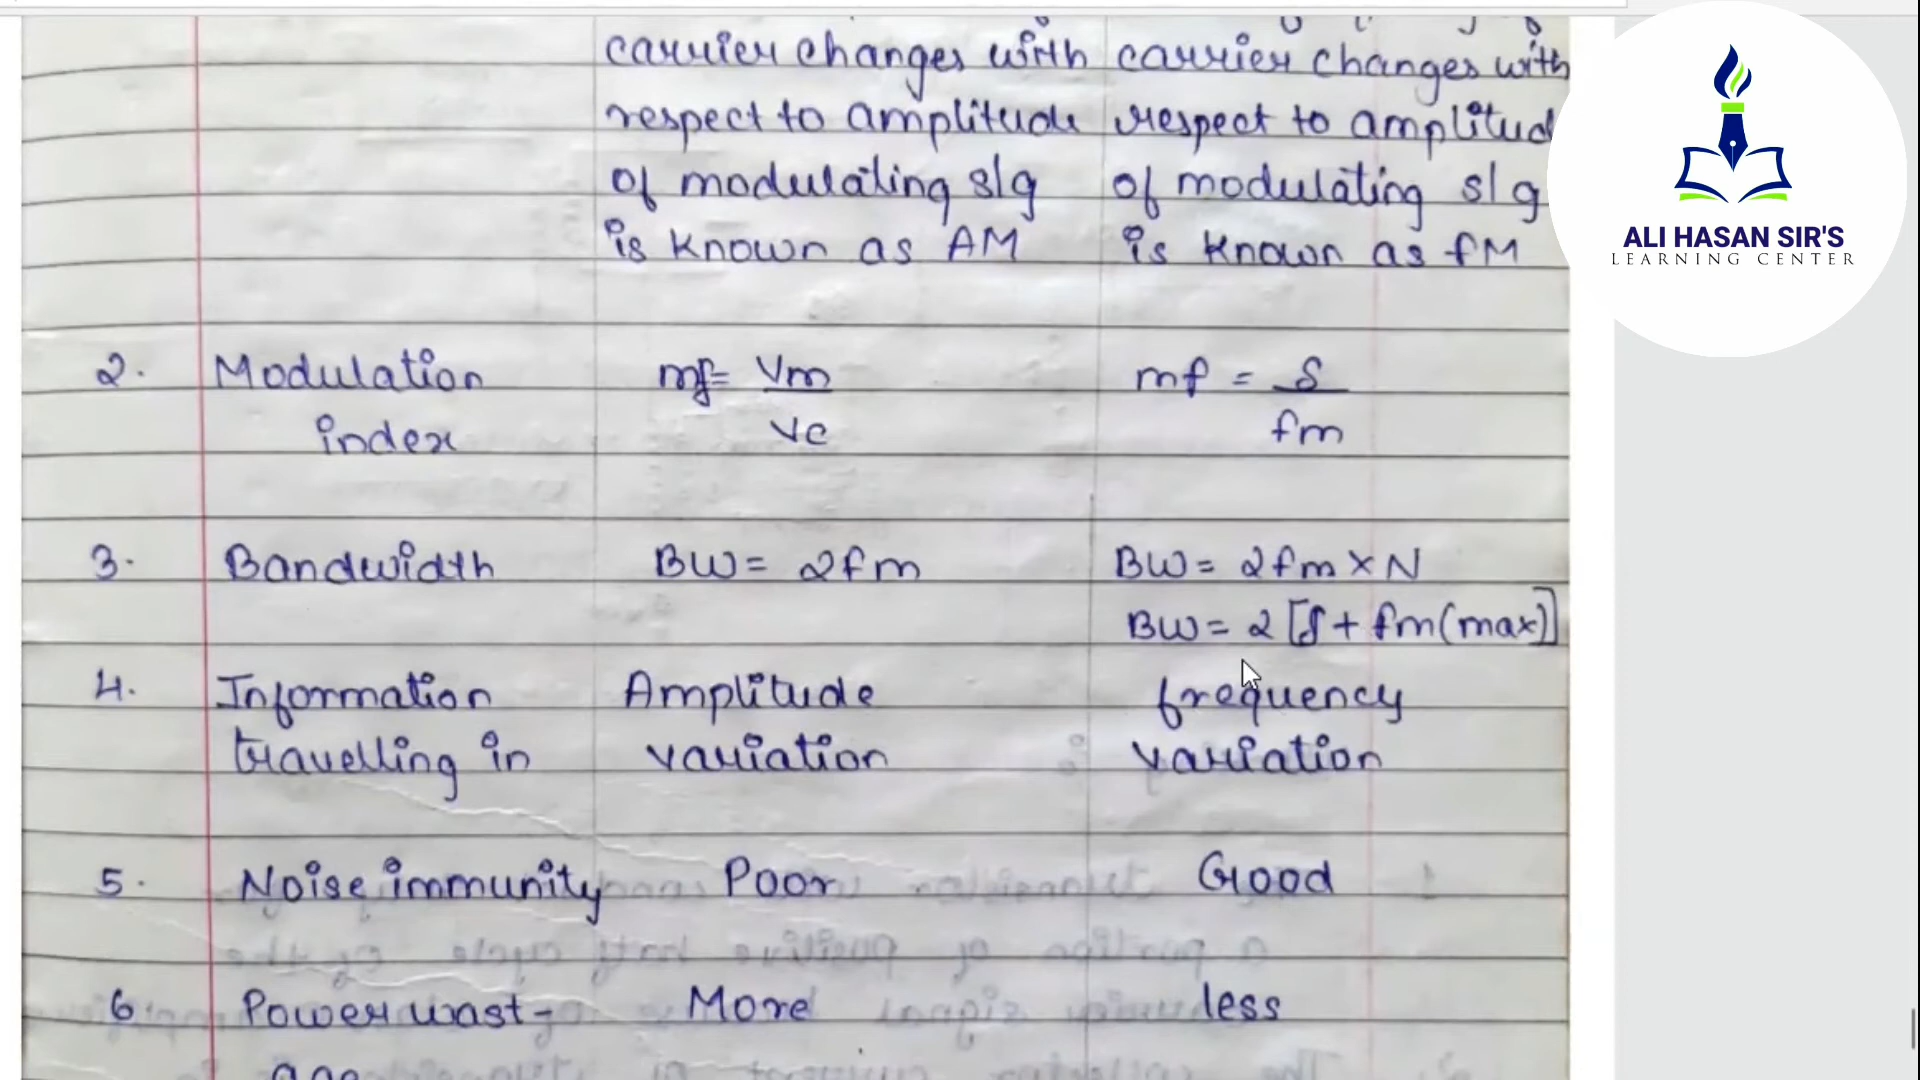 carrier changes with carrier changes with
respect to amplitude respect to amplitud
of modulating s/g of modulating s/g
is known as AM is known as fM
2. Modulation mf= Vm mf = δ
index Vc fm
3. Bandwidth BW= 2fm BW= 2fm×N
BW= 2[δ+ fm(max)]
4. Information Amplitude frequency
travelling in variation variation
5. Noise immunity Poor Good
6 Power wast- More less
age
ALI HASAN SIR'S
LEARNING CENTER